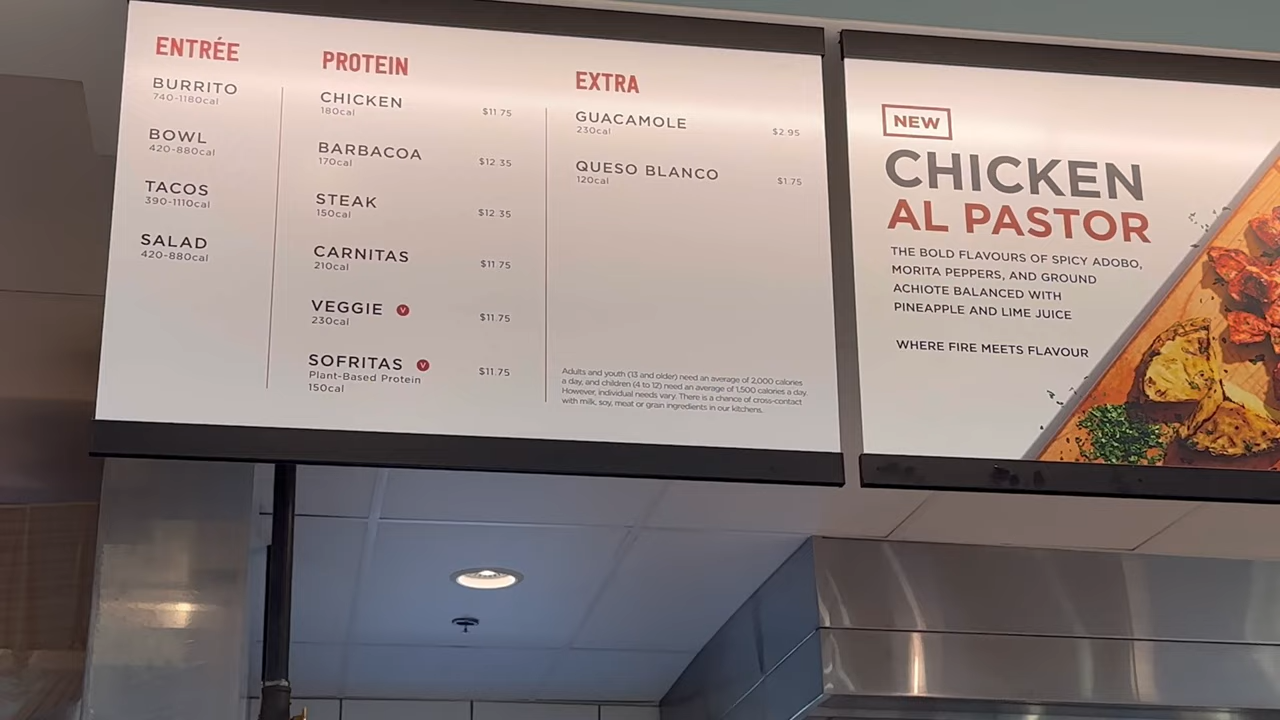 ENTRÉE
BURRITO
740-1180cal
BOWL
420-880cal
TACOS
390-1110cal
SALAD
420-880cal
PROTEIN
CHICKEN $11.75
180cal
BARBACOA $12.35
170cal
STEAK $12.35
150cal
CARNITAS $11.75
210cal
VEGGIE V $11.75
230cal
SOFRITAS V $11.75
Plant-Based Protein
150cal
EXTRA
GUACAMOLE $2.95
230cal
QUESO BLANCO $1.75
120cal
Adults and youth (13 and older) need an average of 2,000 calories
a day, and children (4 to 12) need an average of 1,500 calories a day.
However, individual needs vary. There is a chance of cross-contact
with milk, soy, meat or grain ingredients in our kitchens.
NEW
CHICKEN
AL PASTOR
THE BOLD FLAVOURS OF SPICY ADOBO,
MORITA PEPPERS, AND GROUND
ACHIOTE BALANCED WITH
PINEAPPLE AND LIME JUICE
WHERE FIRE MEETS FLAVOUR